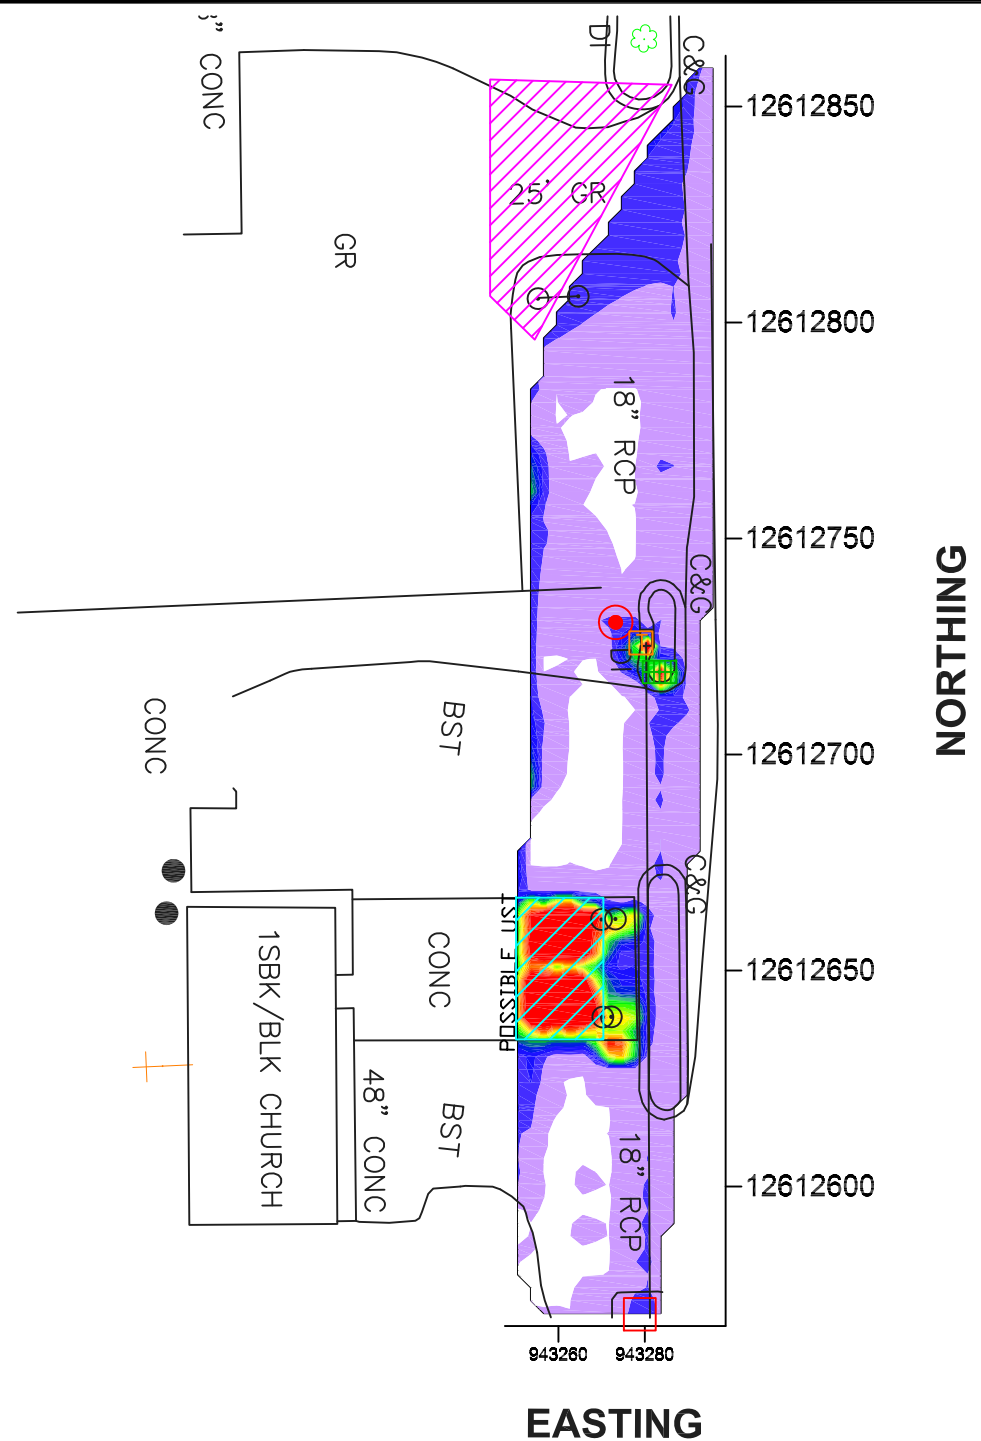 CONC
DI
C&G
12612850
25' GR
GR
12612800
18" RCP
12612750
C&G
DI
NORTHING
CONC
BST
12612700
C&G
POSSIBLE UST
1SBK/BLK CHURCH
CONC
12612650
48" CONC
BST
18" RCP
12612600
943260
943280
EASTING